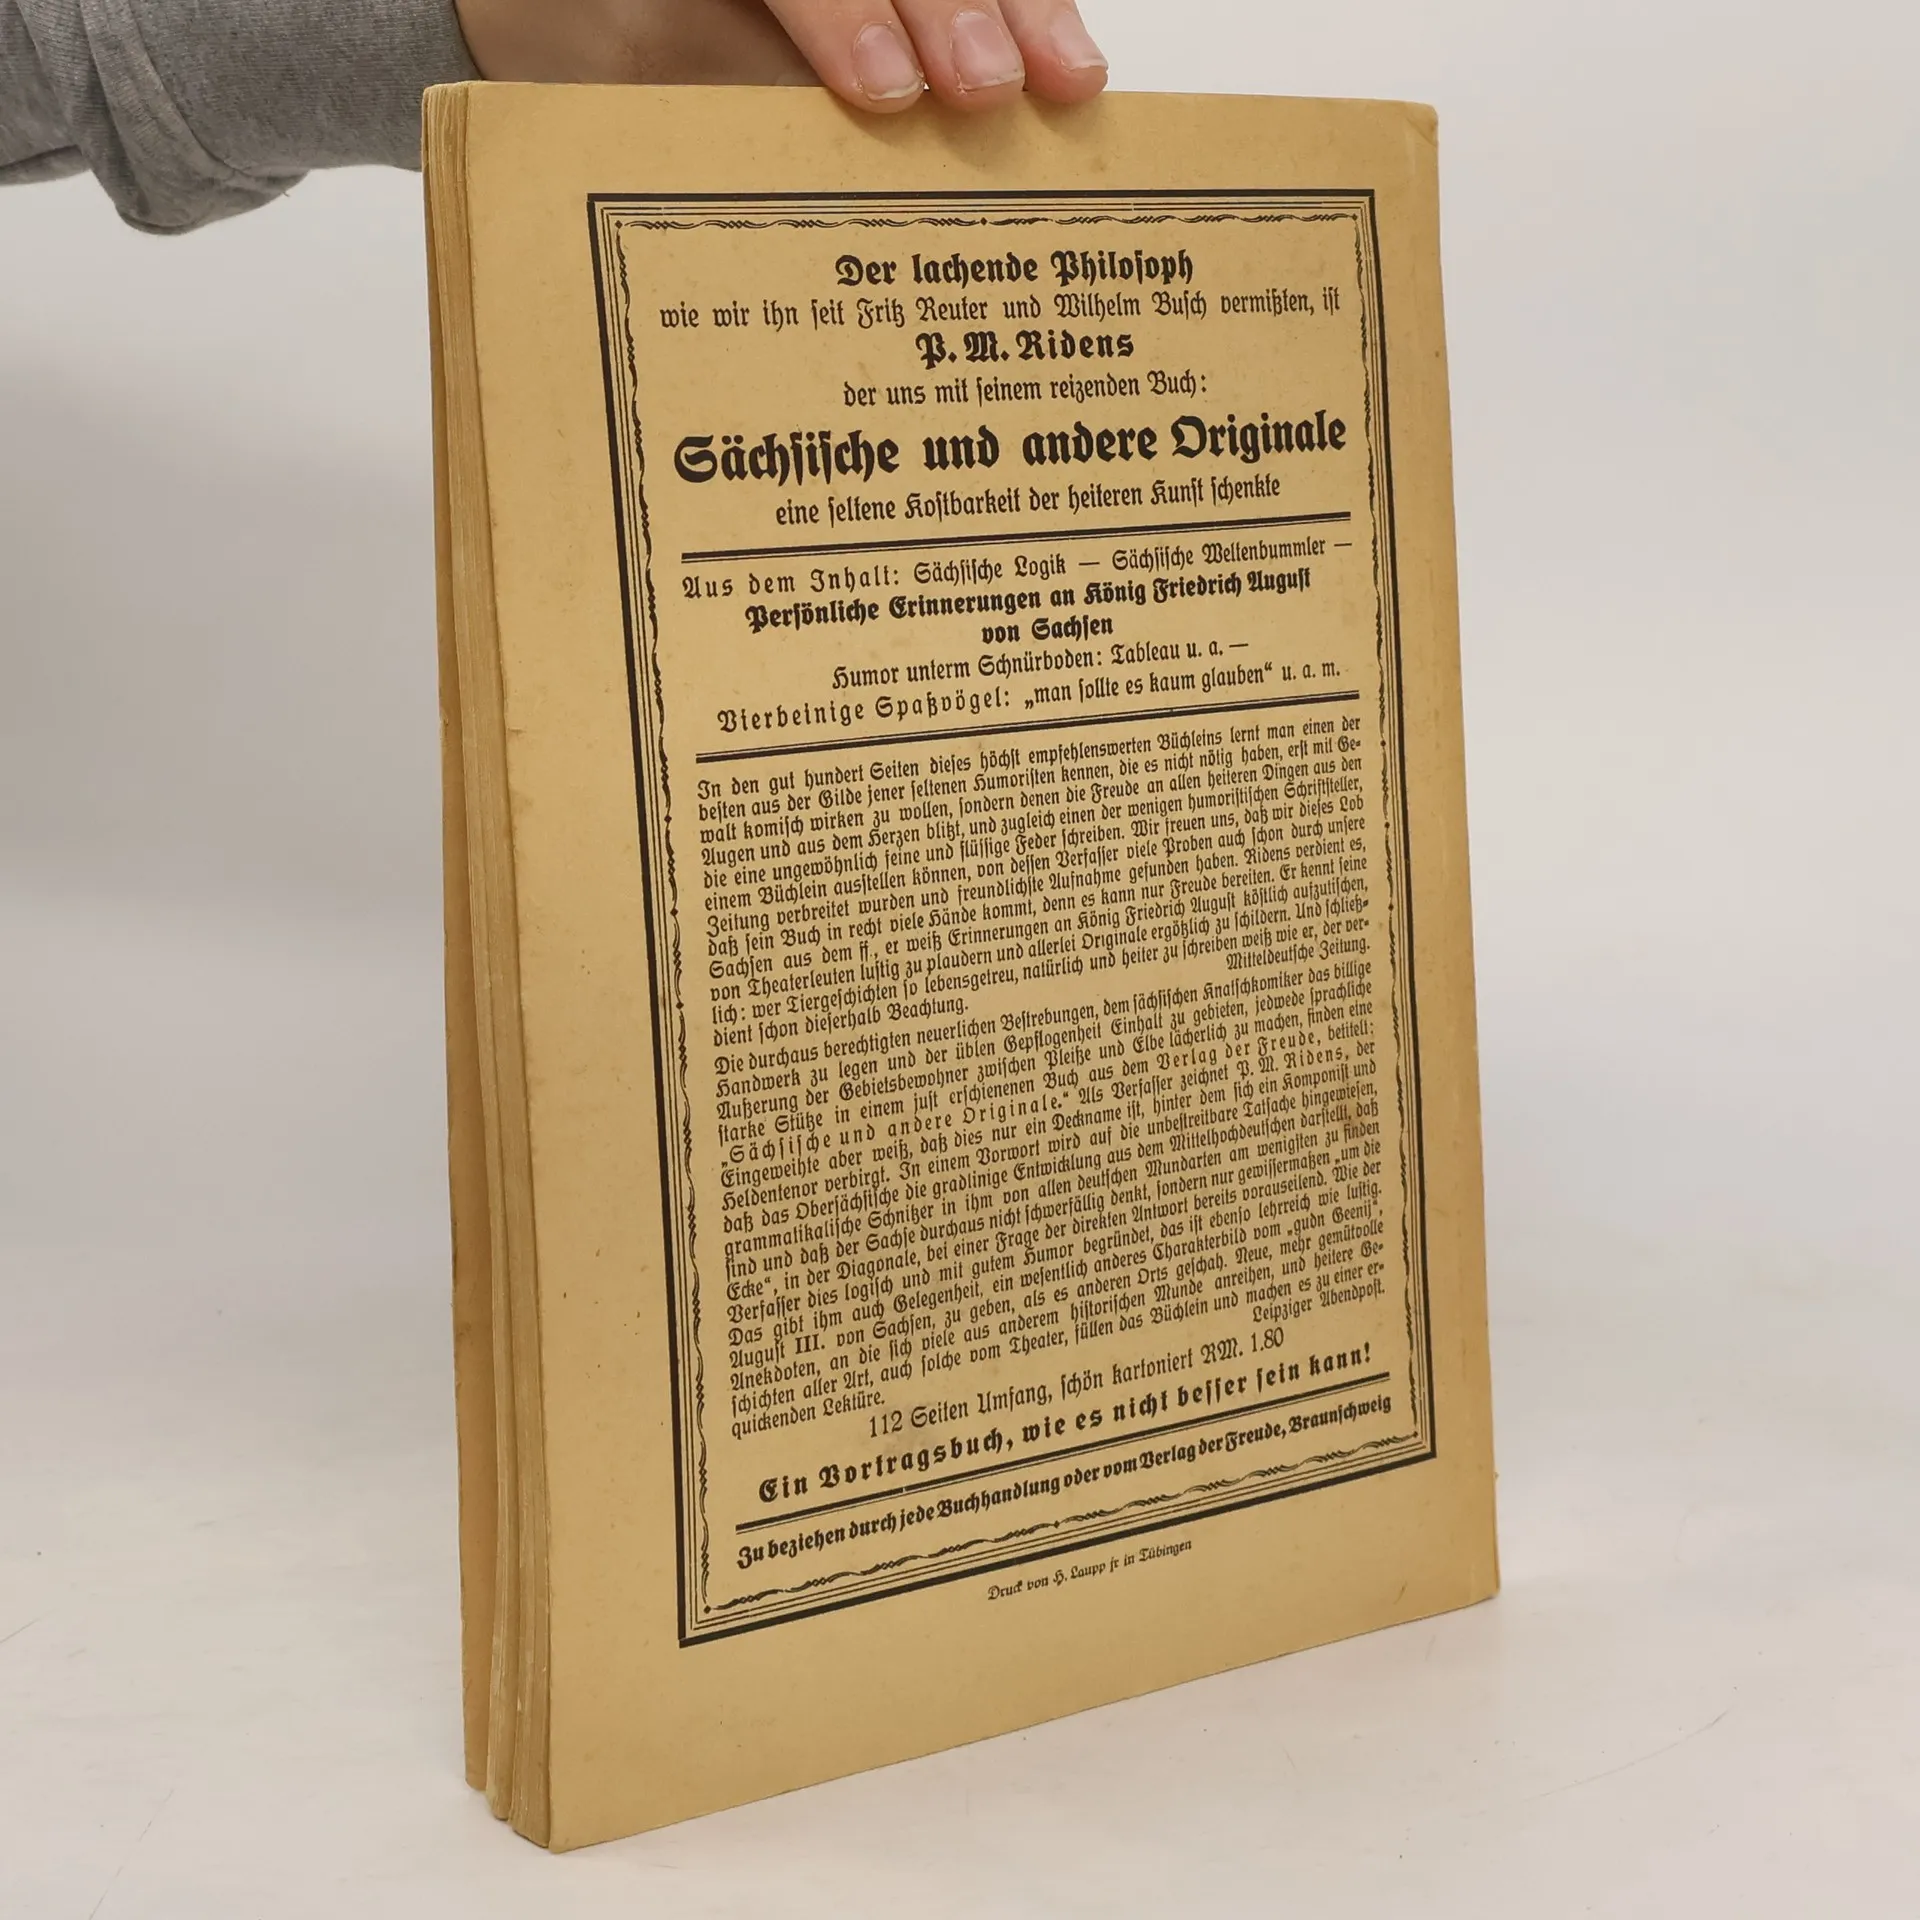 Der lachende Philosoph
wie wir ihn seit Fritz Reuter und Wilhelm Busch vermißten, ist
P. M. Ridens
der uns mit seinem reizenden Buch:
Sächsische und andere Originale
eine seltene Kostbarkeit der heiteren Kunst schenkte
Aus dem Inhalt: Sächsische Logik — Sächsische Weltenbummler —
Persönliche Erinnerungen an König Friedrich August
von Sachsen
Humor unterm Schnürboden: Tableau u. a. —
Vierbeinige Spaßvögel: „man sollte es kaum glauben“ u. a. m.
In den gut hundert Seiten dieses höchst empfehlenswerten Büchleins lernt man einen der
besten aus der Gilde jener seltenen Humoristen kennen, die es nicht nötig haben, erst mit Ge-
walt komisch wirken zu wollen, sondern denen die Freude an allen heiteren Dingen aus den
Augen und aus dem Herzen blitzt, und zugleich einen der wenigen humoristischen Schriftsteller,
die eine ungewöhnlich feine und flüssige Feder schreiben. Wir freuen uns, daß wir dieses Lob
einem Büchlein ausstellen können, von dessen Verfasser viele Proben auch schon durch unsere
Zeitung verbreitet wurden und freundlichste Aufnahme gefunden haben. Ridens verdient es,
daß sein Buch in recht viele Hände kommt, denn es kann nur Freude bereiten. Er kennt seine
Sachsen aus dem ff., er weiß Erinnerungen an König Friedrich August köstlich aufzutischen,
von Theaterleuten lustig zu plaudern und allerlei Originale ergötzlich zu schildern. Und schließ-
lich: wer Tiergeschichten so lebensgetreu, natürlich und heiter zu schreiben weiß wie er, der ver-
dient schon dieserhalb Beachtung.
Mitteldeutsche Zeitung.
Die durchaus berechtigten neuerlichen Bestrebungen, dem sächsischen Knatschkomiker das billige
Handwerk zu legen und der üblen Gepflogenheit Einhalt zu gebieten, jedwede sprachliche
Äußerung der Gebietsbewohner zwischen Pleiße und Elbe lächerlich zu machen, finden eine
starke Stütze in einem just erschienenen Buch aus dem Verlag der Freude, betitelt:
„Sächsische und andere Originale.“ Als Verfasser zeichnet P. M. Ridens, der
Eingeweihte aber weiß, daß dies nur ein Deckname ist, hinter dem sich ein Komponist und
Heldentenor verbirgt. In einem Vorwort wird auf die unbestreitbare Tatsache hingewiesen,
daß das Obersächsische die gradlinige Entwicklung aus dem Mittelhochdeutschen darstellt, daß
grammatikalische Schnitzer in ihm von allen deutschen Mundarten am wenigsten zu finden
sind und daß der Sachse durchaus nicht schwerfällig denkt, sondern nur gewissermaßen „um die
Ecke“, in der Diagonale, bei einer Frage der direkten Antwort bereits vorauseilend. Wie der
Verfasser dies logisch und mit gutem Humor begründet, das ist ebenso lehrreich wie lustig.
Das gibt ihm auch Gelegenheit, ein wesentlich anderes Charakterbild vom „gudn Geenij“,
August III. von Sachsen, zu geben, als es anderen Orts geschah. Neue, mehr gemütvolle
Anekdoten, an die sich viele aus anderem historischen Munde anreihen, und heitere Ge-
schichten aller Art, auch solche vom Theater, füllen das Büchlein und machen es zu einer er-
quickenden Lektüre.
Leipziger Abendpost.
112 Seiten Umfang, schön kartoniert RM. 1.80
Ein Vortragsbuch, wie es nicht besser sein kann!
Zu beziehen durch jede Buchhandlung oder vom Verlag der Freude, Braunschweig
Druck von H. Laupp jr in Tübingen